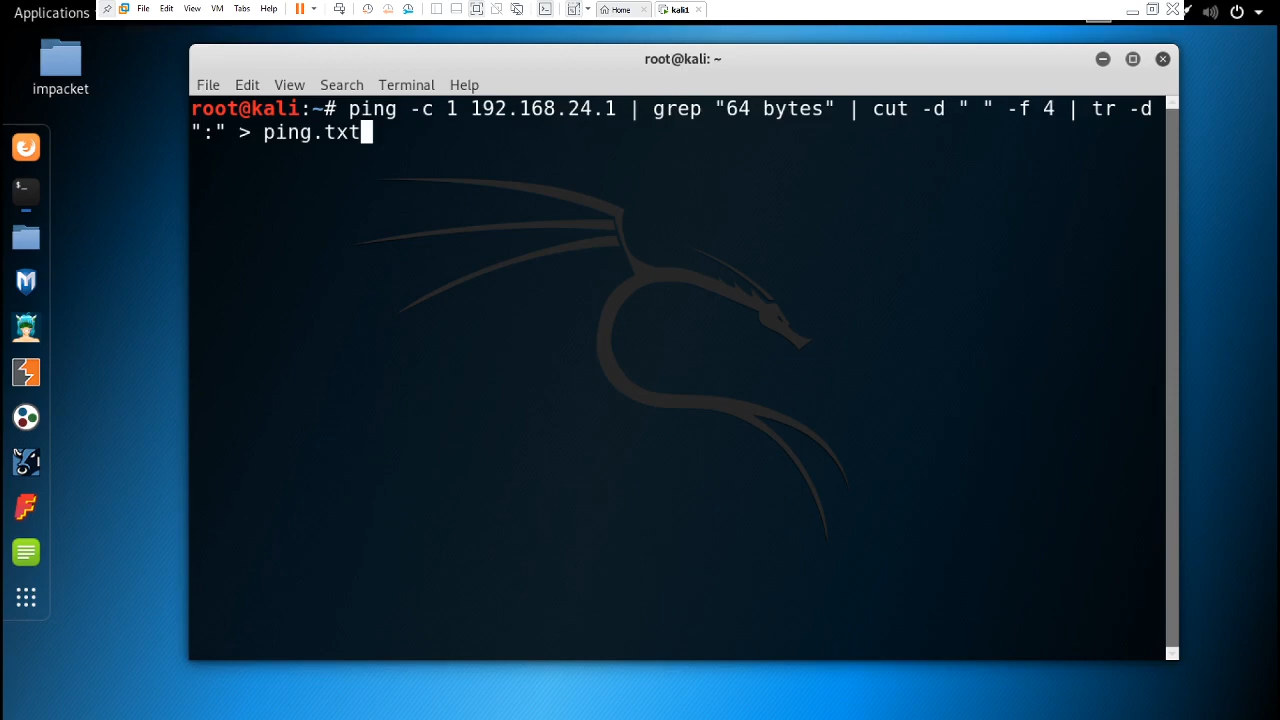 Applications
File Edit View VM Tabs Help
Home
kali1
impacket
root@kali: ~
File Edit View Search Terminal Help
root@kali:~# ping -c 1 192.168.24.1 | grep "64 bytes" | cut -d " " -f 4 | tr -d
":" > ping.txt